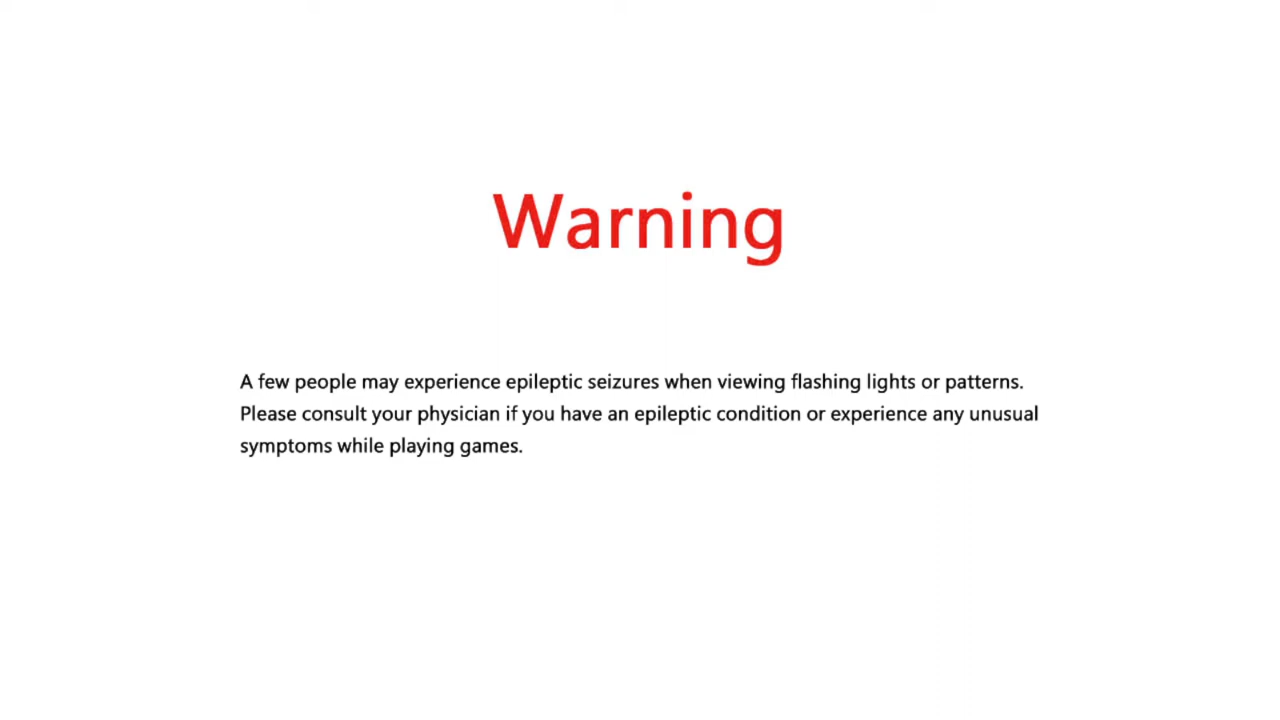 Warning
A few people may experience epileptic seizures when viewing flashing lights or patterns.
Please consult your physician if you have an epileptic condition or experience any unusual
symptoms while playing games.